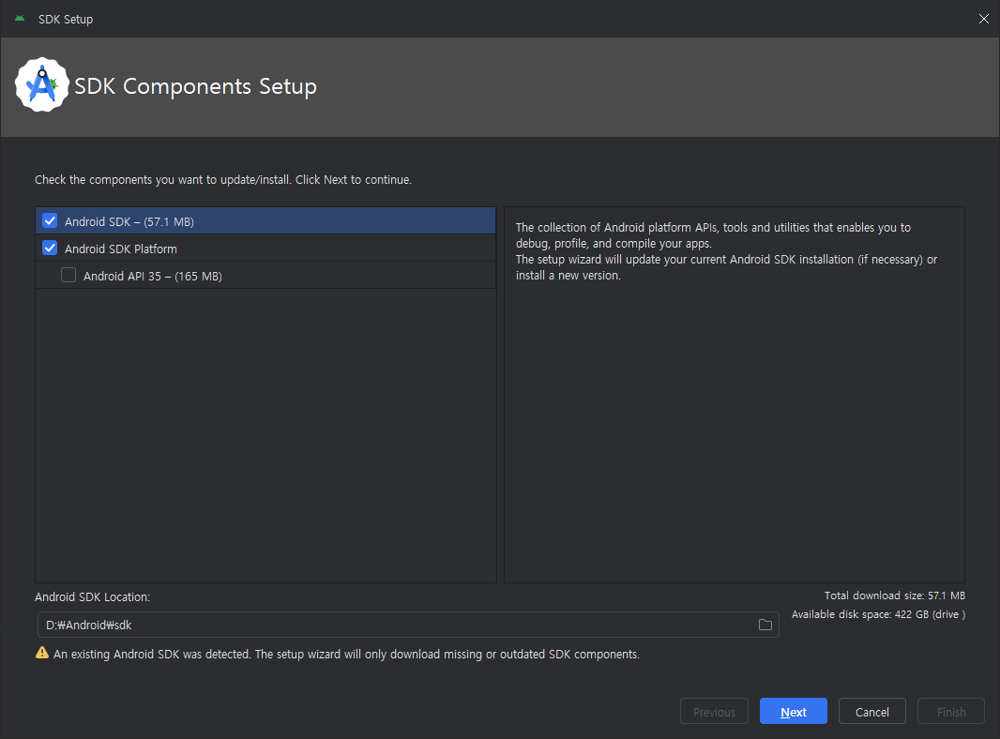 SDK Setup
SDK Components Setup
Check the components you want to update/install. Click Next to continue.
Android SDK – (57.1 MB)
Android SDK Platform
Android API 35 – (165 MB)
The collection of Android platform APIs, tools and utilities that enables you to
debug, profile, and compile your apps.
The setup wizard will update your current Android SDK installation (if necessary) or
install a new version.
Android SDK Location:
Total download size: 57.1 MB
Available disk space: 422 GB (drive )
D:₩Android₩sdk
An existing Android SDK was detected. The setup wizard will only download missing or outdated SDK components.
Previous
Next
Cancel
Finish